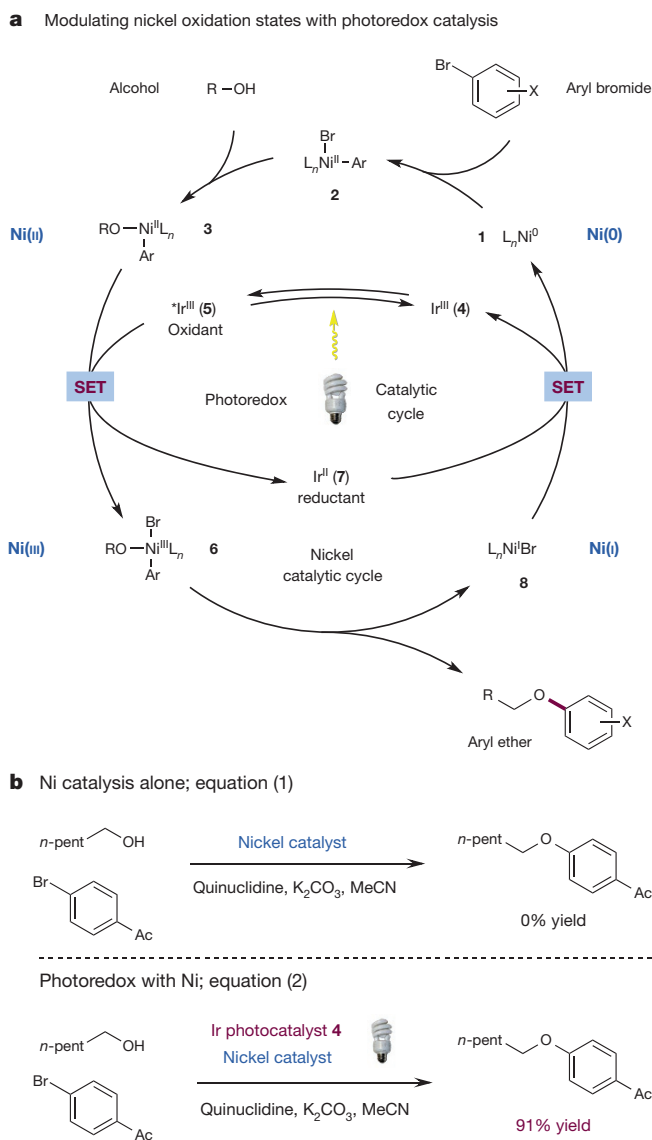 a Modulating nickel oxidation states with photoredox catalysis
Alcohol R–OH Br X Aryl bromide
Br
LₙNiᴵᴵ–Ar
2
Ni(II) RO–NiᴵᴵLₙ 3 1 LₙNi⁰ Ni(0)
Ar
*Irᴵᴵᴵ (5) Irᴵᴵᴵ (4)
Oxidant
SET Photoredox Catalytic SET
cycle
Irᴵᴵ (7)
reductant
Br
Ni(III) RO–NiᴵᴵᴵLₙ 6 Nickel LₙNiᴵBr Ni(I)
Ar catalytic cycle 8
R O X
Aryl ether
b Ni catalysis alone; equation (1)
n-pent OH Nickel catalyst n-pent O
Br Ac Quinuclidine, K₂CO₃, MeCN Ac
0% yield
Photoredox with Ni; equation (2)
Ir photocatalyst 4
n-pent OH Nickel catalyst n-pent O
Br Ac Quinuclidine, K₂CO₃, MeCN Ac
91% yield